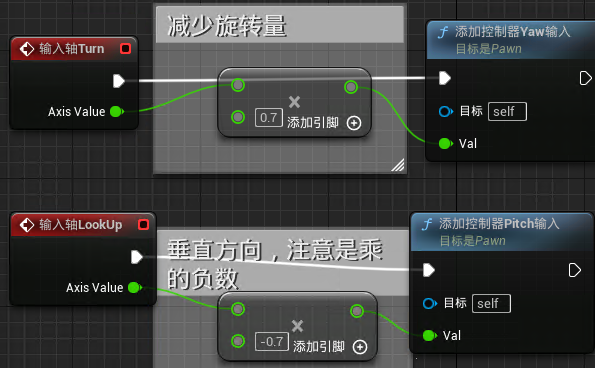 减少旋转量
输入轴Turn
Axis Value
×
0.7
添加引脚
添加控制器Yaw输入
目标是Pawn
目标
self
Val
输入轴LookUp
Axis Value
垂直方向，注意是乘
的负数
×
-0.7
添加引脚
添加控制器Pitch输入
目标是Pawn
目标
self
Val